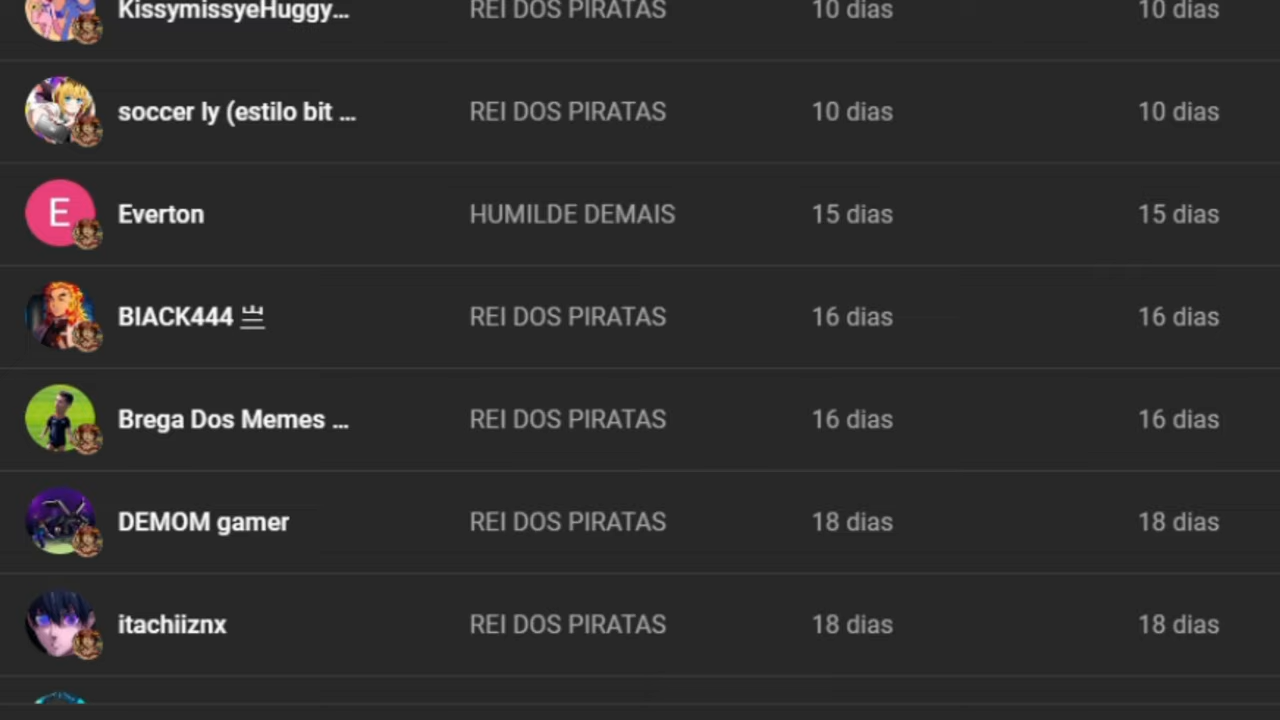 KissymissyeHuggy… REI DOS PIRATAS 10 dias 10 dias
soccer ly (estilo bit … REI DOS PIRATAS 10 dias 10 dias
E Everton HUMILDE DEMAIS 15 dias 15 dias
BlACK444 亗 REI DOS PIRATAS 16 dias 16 dias
Brega Dos Memes … REI DOS PIRATAS 16 dias 16 dias
DEMOM gamer REI DOS PIRATAS 18 dias 18 dias
itachiiznx REI DOS PIRATAS 18 dias 18 dias